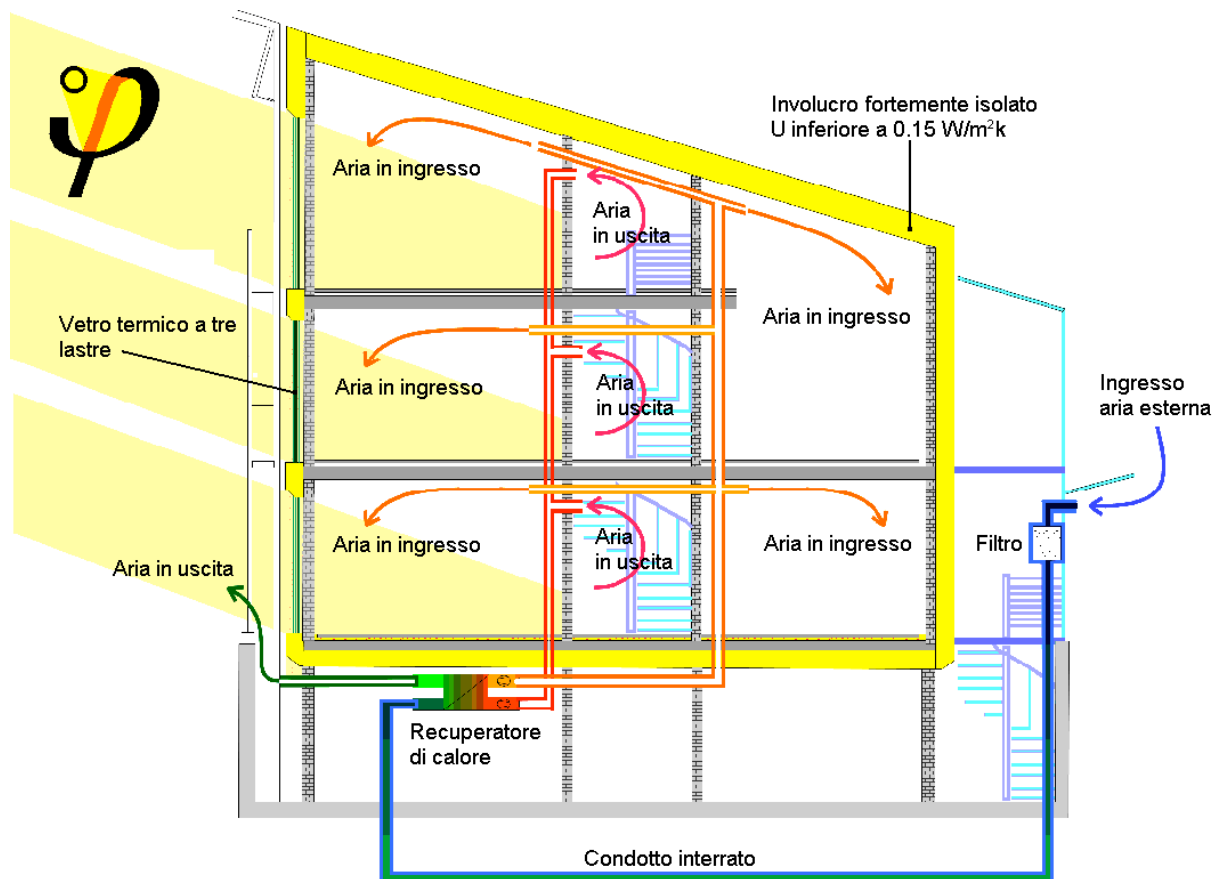 Involucro fortemente isolato
U inferiore a 0.15 W/m²k
Aria in ingresso
Aria
in uscita
Aria in ingresso
Vetro termico a tre
lastre
Aria in ingresso
Aria
in uscita
Ingresso
aria esterna
Aria in ingresso
Aria
in uscita
Aria in ingresso
Filtro
Aria in uscita
Recuperatore
di calore
Condotto interrato